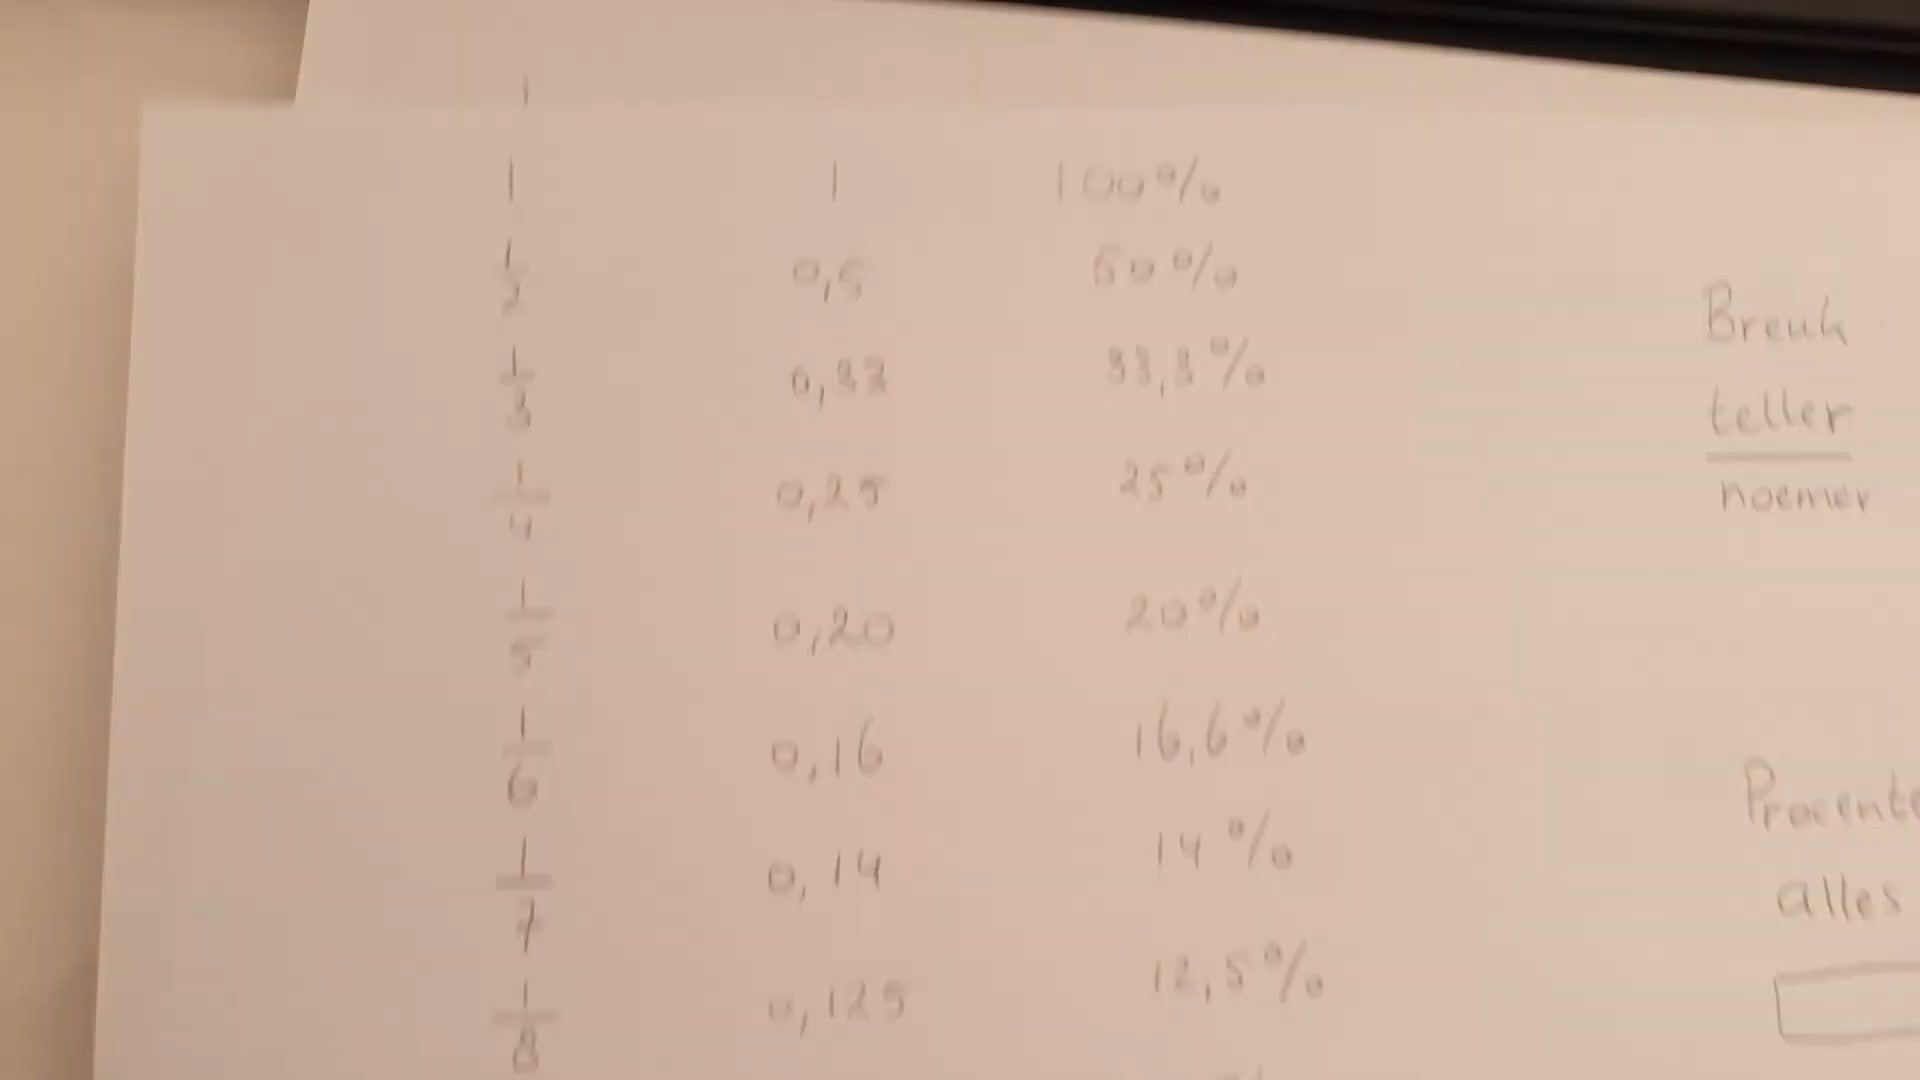 1
1 1 100%
1/2 0,5 50%
1/3 0,33 33,3%
1/4 0,25 25%
1/5 0,20 20%
1/6 0,16 16,6%
1/7 0,14 14%
1/8 0,125 12,5%
Breuk
teller
noemer
Procente
alles